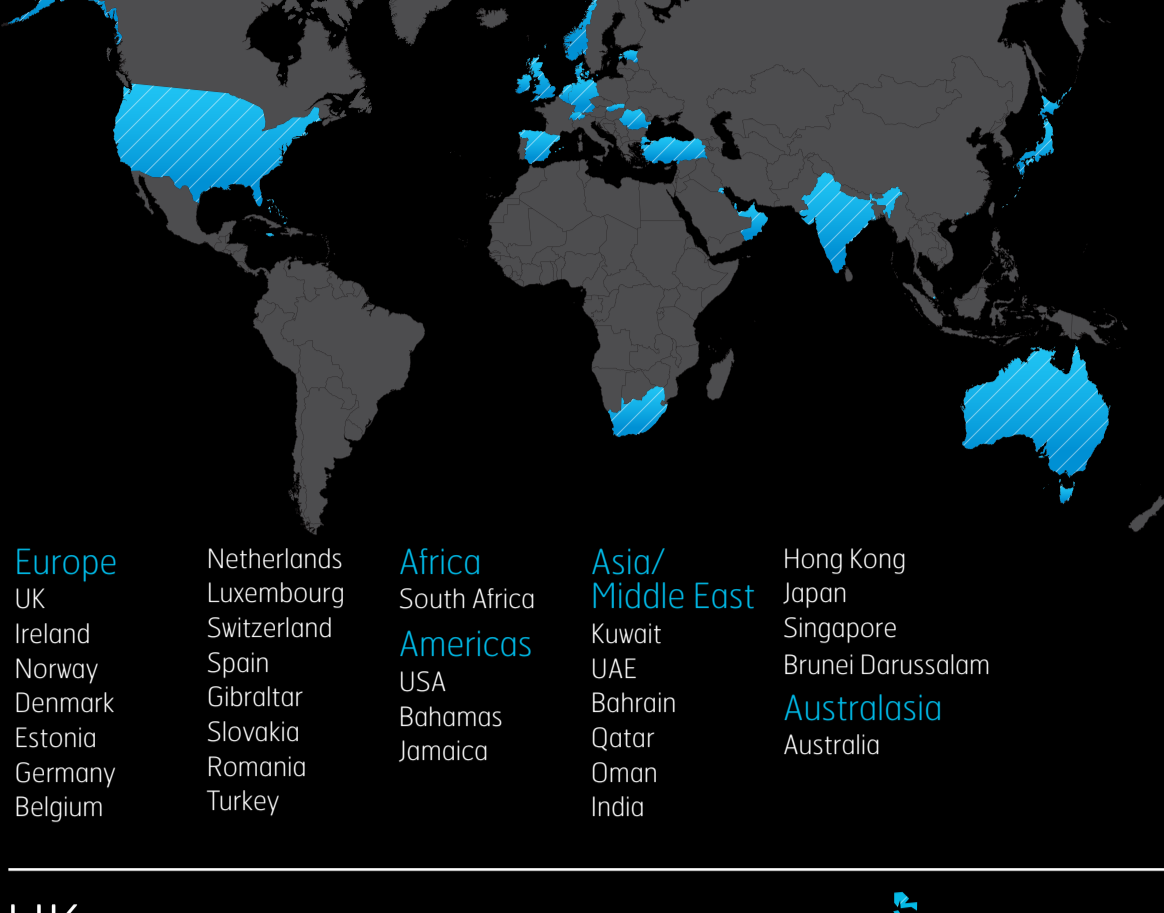 Europe
UK
Ireland
Norway
Denmark
Estonia
Germany
Belgium
Netherlands
Luxembourg
Switzerland
Spain
Gibraltar
Slovakia
Romania
Turkey
Africa
South Africa
Americas
USA
Bahamas
Jamaica
Asia/
Middle East
Kuwait
UAE
Bahrain
Qatar
Oman
India
Hong Kong
Japan
Singapore
Brunei Darussalam
Australasia
Australia
UK